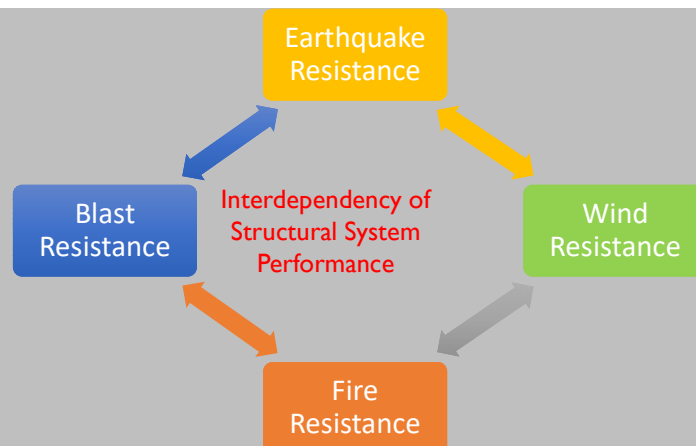 Earthquake
Resistance
Blast
Resistance
Interdependency of
Structural System
Performance
Wind
Resistance
Fire
Resistance